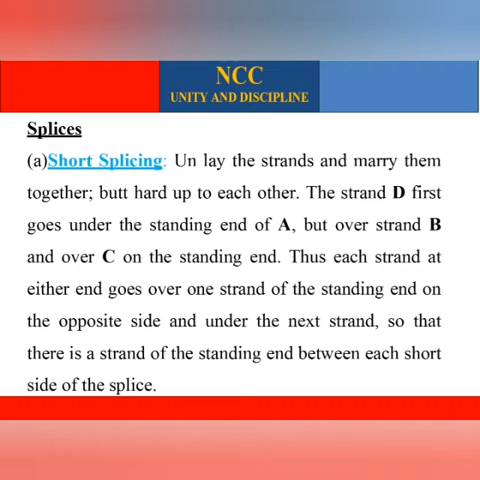 NCC
UNITY AND DISCIPLINE
Splices
(a)Short Splicing: Un lay the strands and marry them
together; butt hard up to each other. The strand D first
goes under the standing end of A, but over strand B
and over C on the standing end. Thus each strand at
either end goes over one strand of the standing end on
the opposite side and under the next strand, so that
there is a strand of the standing end between each short
side of the splice.